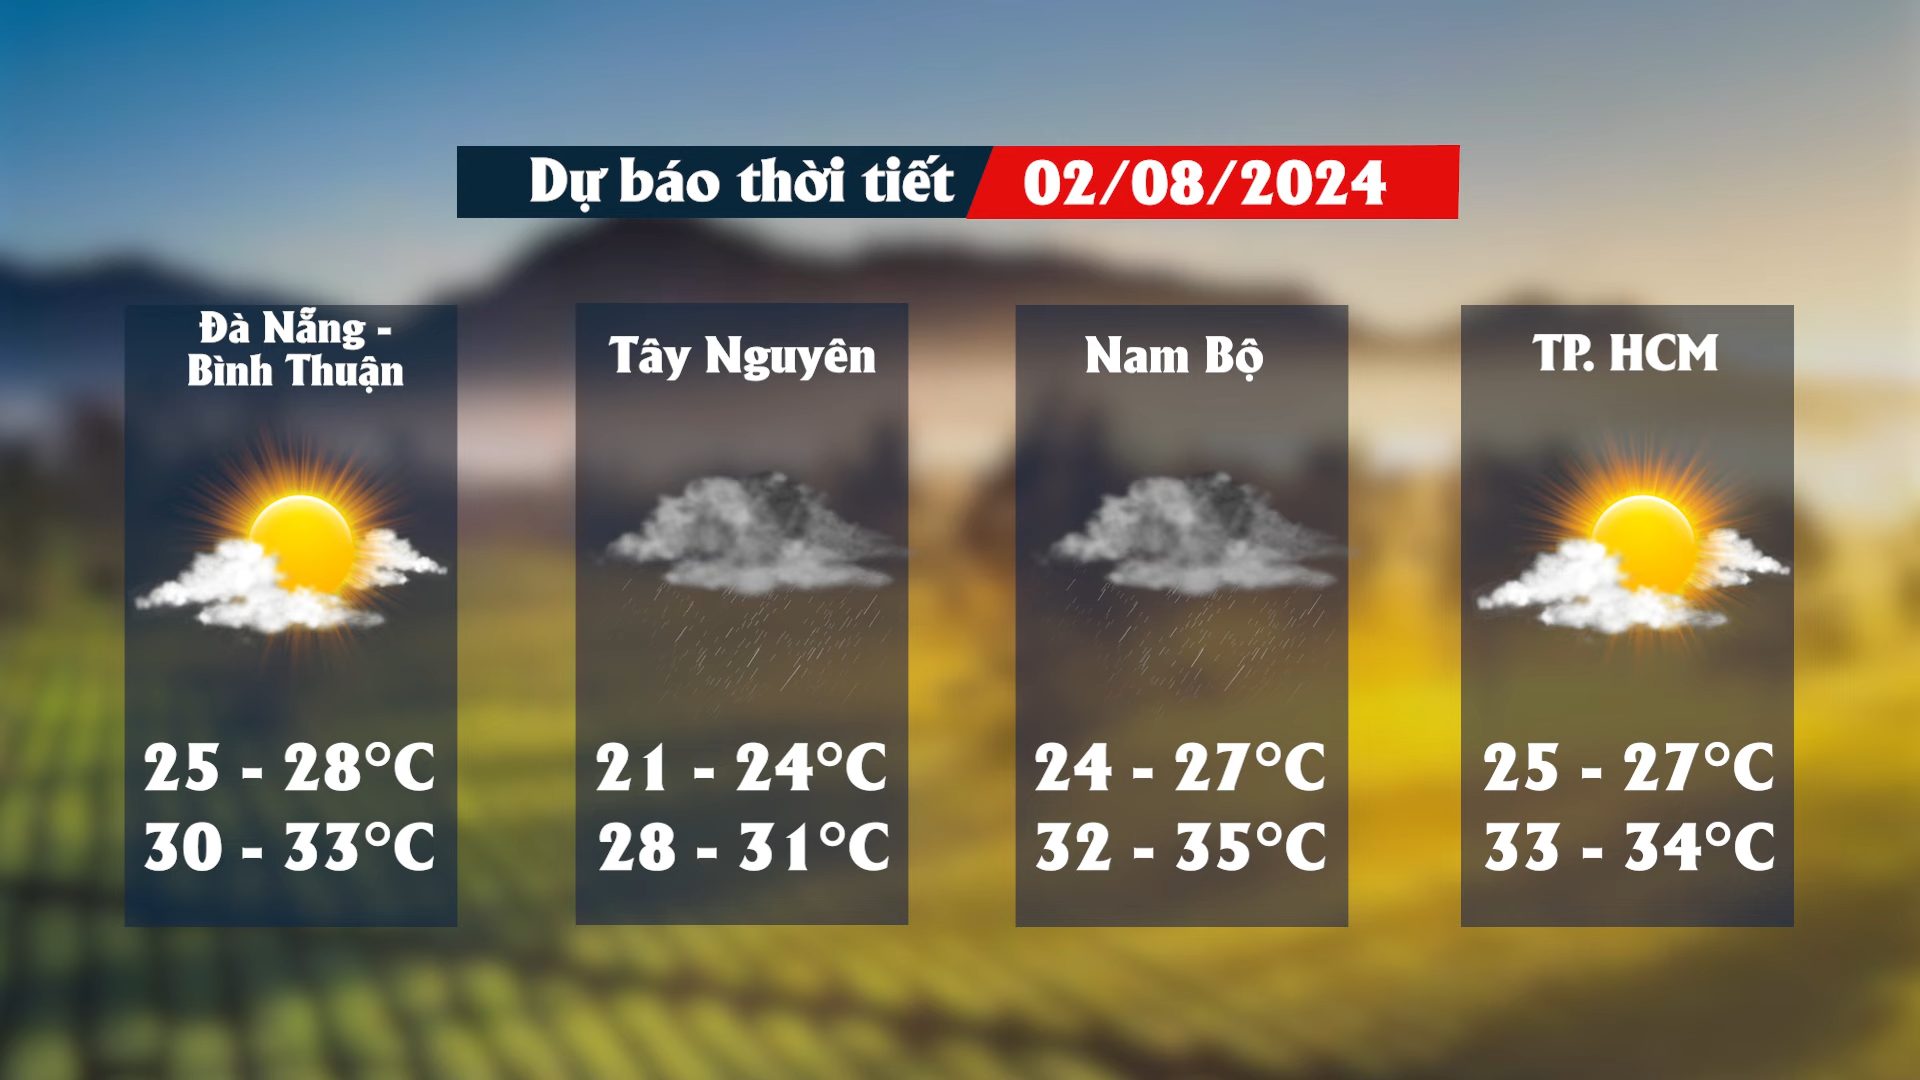 Dự báo thời tiết 02/08/2024
Đà Nẵng -
Bình Thuận
25 - 28°C
30 - 33°C
Tây Nguyên
21 - 24°C
28 - 31°C
Nam Bộ
24 - 27°C
32 - 35°C
TP. HCM
25 - 27°C
33 - 34°C